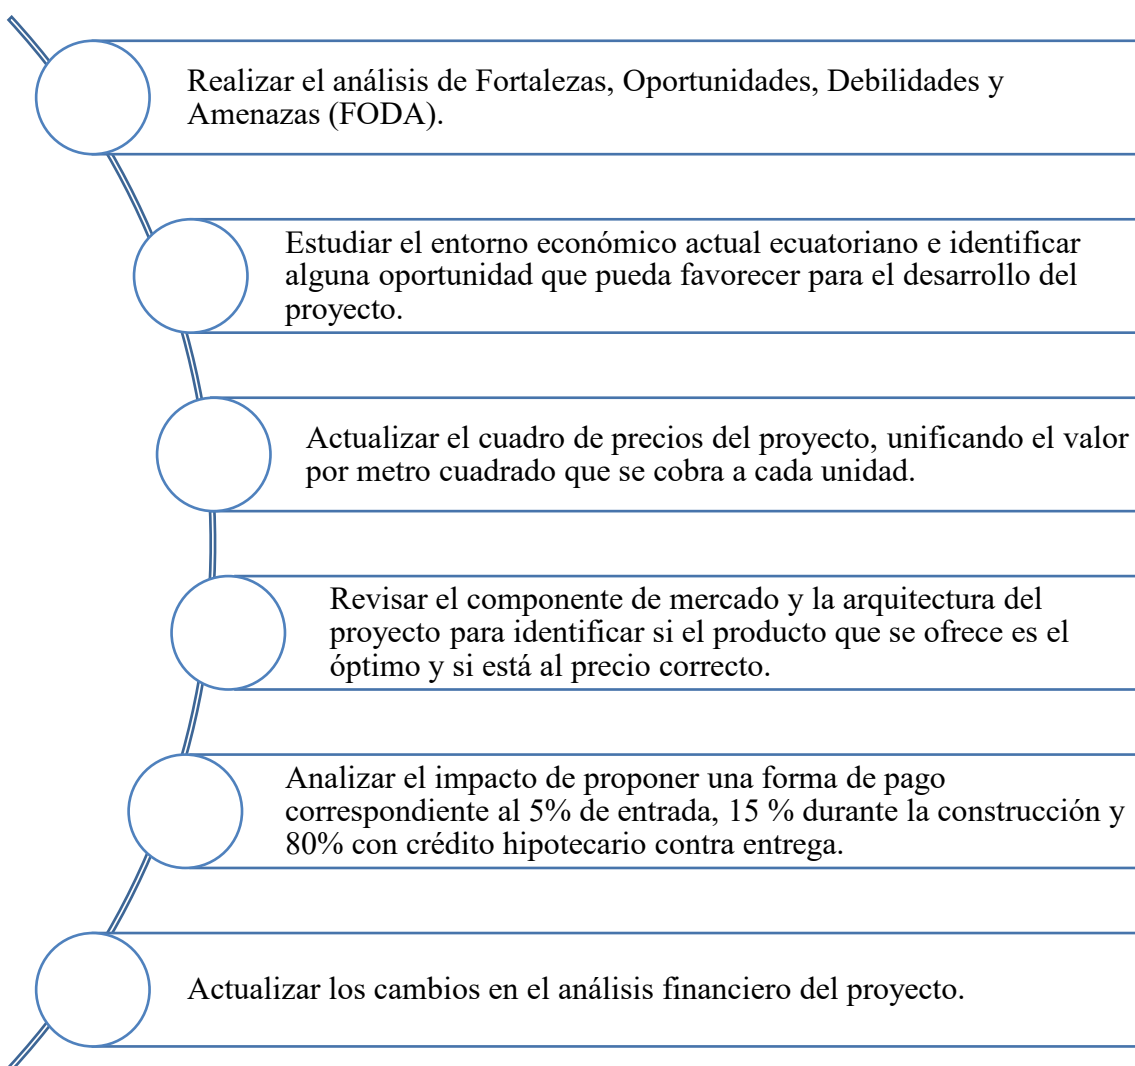 Realizar el análisis de Fortalezas, Oportunidades, Debilidades y
Amenazas (FODA).
Estudiar el entorno económico actual ecuatoriano e identificar
alguna oportunidad que pueda favorecer para el desarrollo del
proyecto.
Actualizar el cuadro de precios del proyecto, unificando el valor
por metro cuadrado que se cobra a cada unidad.
Revisar el componente de mercado y la arquitectura del
proyecto para identificar si el producto que se ofrece es el
óptimo y si está al precio correcto.
Analizar el impacto de proponer una forma de pago
correspondiente al 5% de entrada, 15 % durante la construcción y
80% con crédito hipotecario contra entrega.
Actualizar los cambios en el análisis financiero del proyecto.